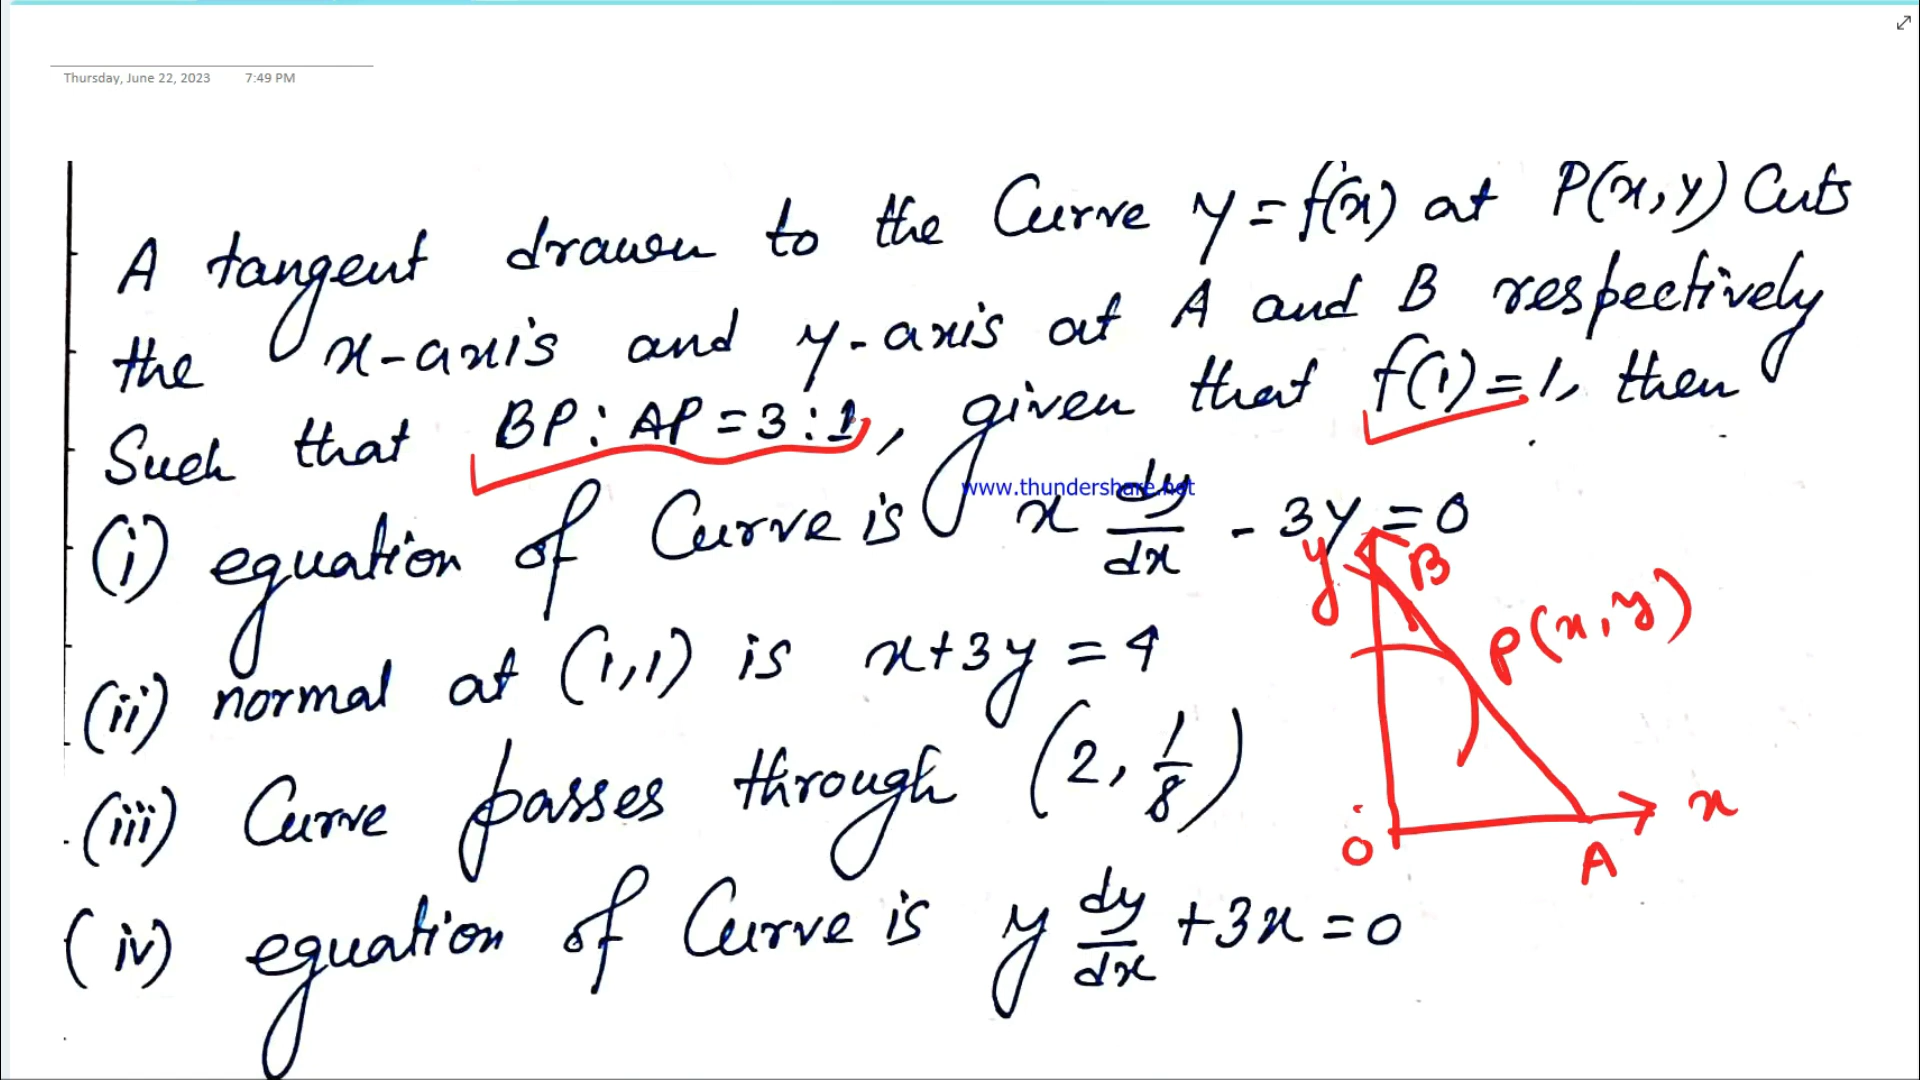 Thursday, June 22, 2023 7:49 PM
A tangent drawn to the Curve y = f(x) at P(x,y) Cuts
the x-axis and y-axis at A and B respectively
Such that BP : AP = 3 : 1, given that f(1) = 1, then
www.thundershare.net
(i) equation of Curve is x dy/dx - 3y = 0
(ii) normal at (1,1) is x+3y = 4
(iii) Curve passes through (2, 1/8)
(iv) equation of Curve is y dy/dx + 3x = 0
y B
P(x,y)
x
O A